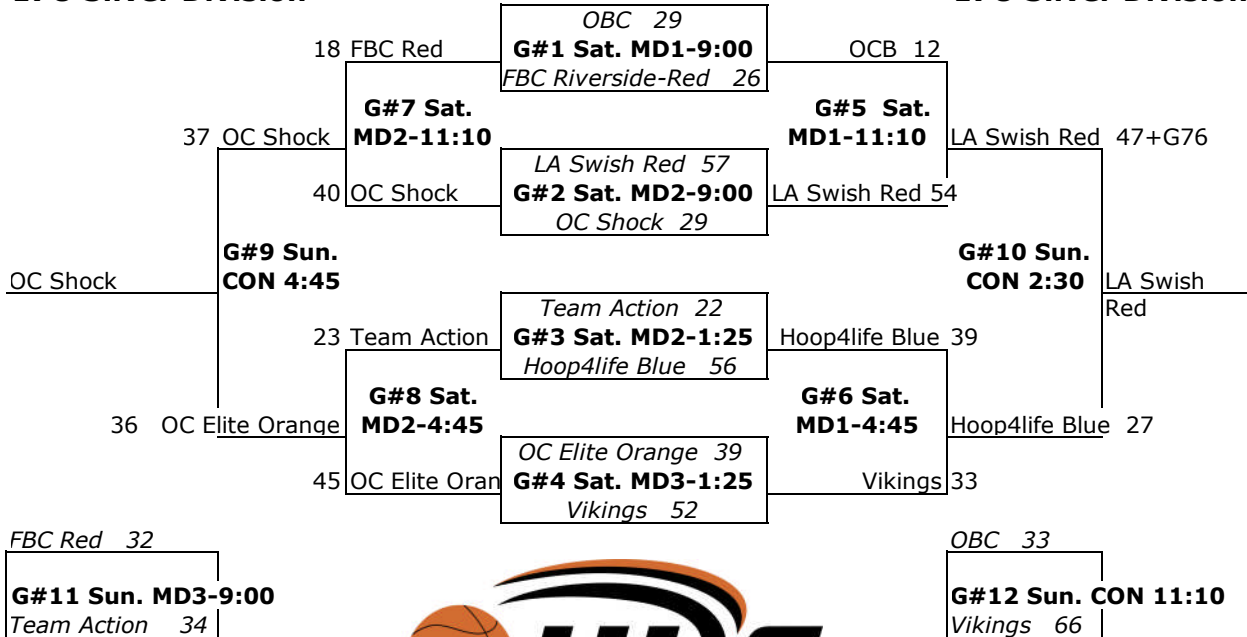 OBC 29
18 FBC Red G#1 Sat. MD1-9:00 OCB 12
FBC Riverside-Red 26
G#7 Sat. G#5 Sat.
37 OC Shock MD2-11:10 MD1-11:10 LA Swish Red 47+G76
LA Swish Red 57
40 OC Shock G#2 Sat. MD2-9:00 LA Swish Red 54
OC Shock 29
G#9 Sun. G#10 Sun.
OC Shock CON 4:45 CON 2:30 LA Swish
Team Action 22 Red
23 Team Action G#3 Sat. MD2-1:25 Hoop4life Blue 39
Hoop4life Blue 56
G#8 Sat. G#6 Sat.
36 OC Elite Orange MD2-4:45 MD1-4:45 Hoop4life Blue 27
OC Elite Orange 39
45 OC Elite Oran G#4 Sat. MD3-1:25 Vikings 33
Vikings 52
FBC Red 32 OBC 33
G#11 Sun. MD3-9:00 G#12 Sun. CON 11:10
Team Action 34 Vikings 66